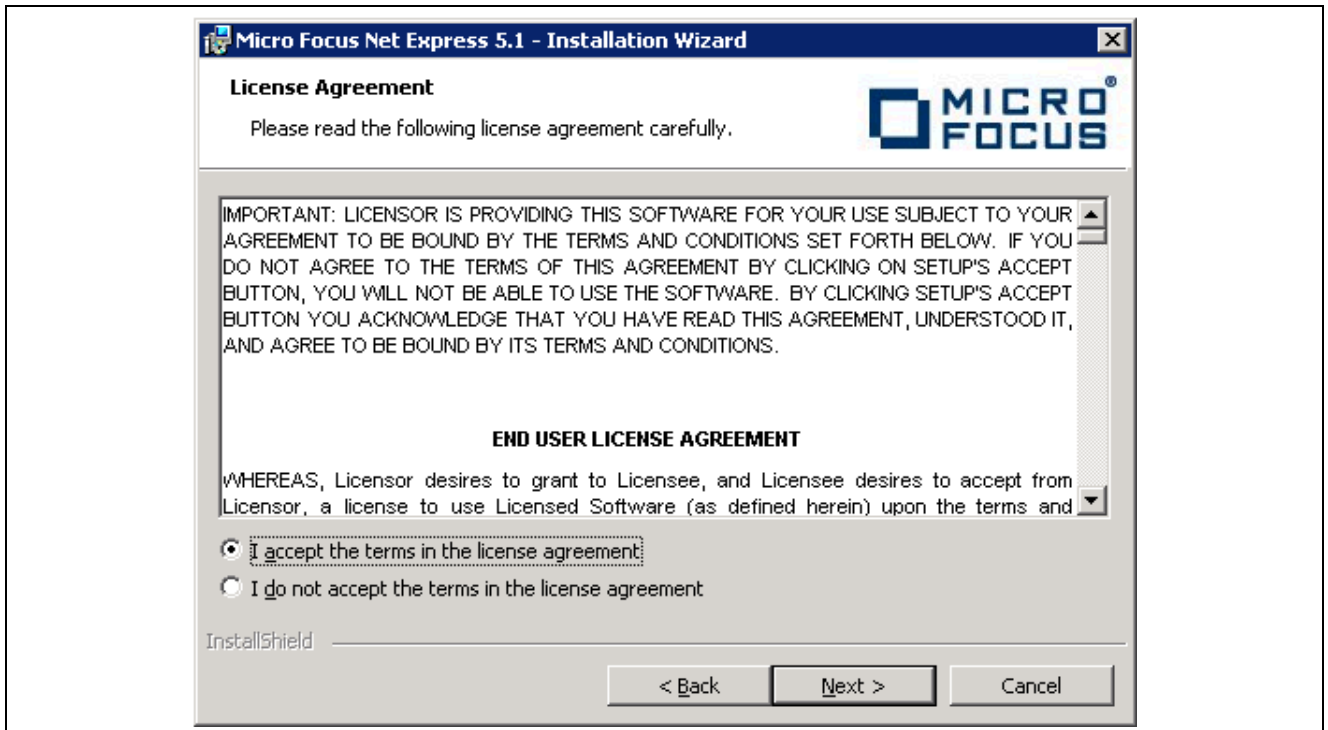 Micro Focus Net Express 5.1 - Installation Wizard
License Agreement
Please read the following license agreement carefully.
MICRO
FOCUS®
IMPORTANT: LICENSOR IS PROVIDING THIS SOFTWARE FOR YOUR USE SUBJECT TO YOUR
AGREEMENT TO BE BOUND BY THE TERMS AND CONDITIONS SET FORTH BELOW. IF YOU
DO NOT AGREE TO THE TERMS OF THIS AGREEMENT BY CLICKING ON SETUP'S ACCEPT
BUTTON, YOU WILL NOT BE ABLE TO USE THE SOFTWARE. BY CLICKING SETUP'S ACCEPT
BUTTON YOU ACKNOWLEDGE THAT YOU HAVE READ THIS AGREEMENT, UNDERSTOOD IT,
AND AGREE TO BE BOUND BY ITS TERMS AND CONDITIONS.
END USER LICENSE AGREEMENT
WHEREAS, Licensor desires to grant to Licensee, and Licensee desires to accept from
Licensor, a license to use Licensed Software (as defined herein) upon the terms and
I accept the terms in the license agreement
I do not accept the terms in the license agreement
InstallShield
< Back
Next >
Cancel